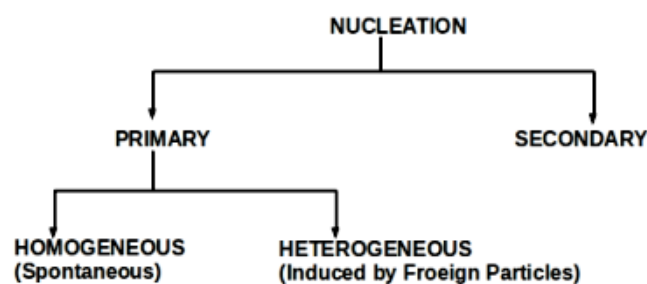 NUCLEATION
PRIMARY
SECONDARY
HOMOGENEOUS
(Spontaneous)
HETEROGENEOUS
(Induced by Froeign Particles)